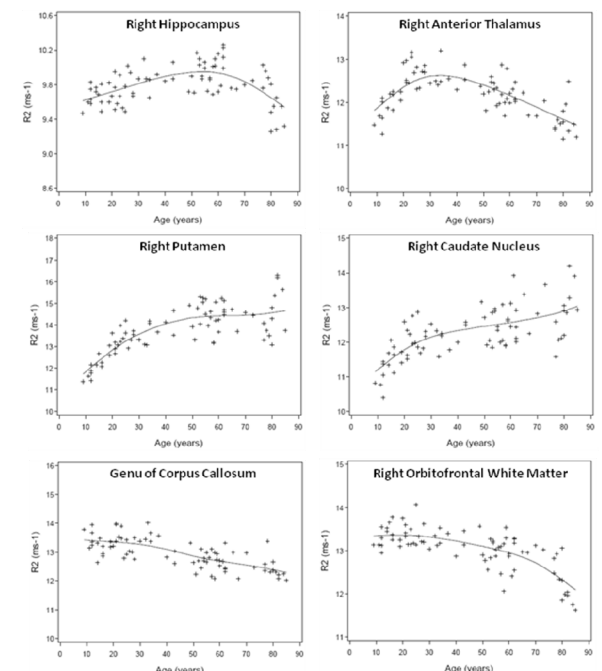 Right Hippocampus
R2 (ms-1)
10.6
10.2
9.8
9.4
9.0
8.6
0 10 20 30 40 50 60 70 80 90
Age (years)
Right Anterior Thalamus
R2 (ms-1)
14
13
12
11
10
0 10 20 30 40 50 60 70 80 90
Age (years)
Right Putamen
R2 (ms-1)
18
17
16
15
14
13
12
11
10
0 10 20 30 40 50 60 70 80 90
Age (years)
Right Caudate Nucleus
R2 (ms-1)
15
14
13
12
11
10
0 10 20 30 40 50 60 70 80 90
Age (years)
Genu of Corpus Callosum
R2 (ms-1)
16
15
14
13
12
11
10
0 10 20 30 40 50 60 70 80 90
Age (years)
Right Orbitofrontal White Matter
R2 (ms-1)
15
14
13
12
11
0 10 20 30 40 50 60 70 80 90
Age (years)